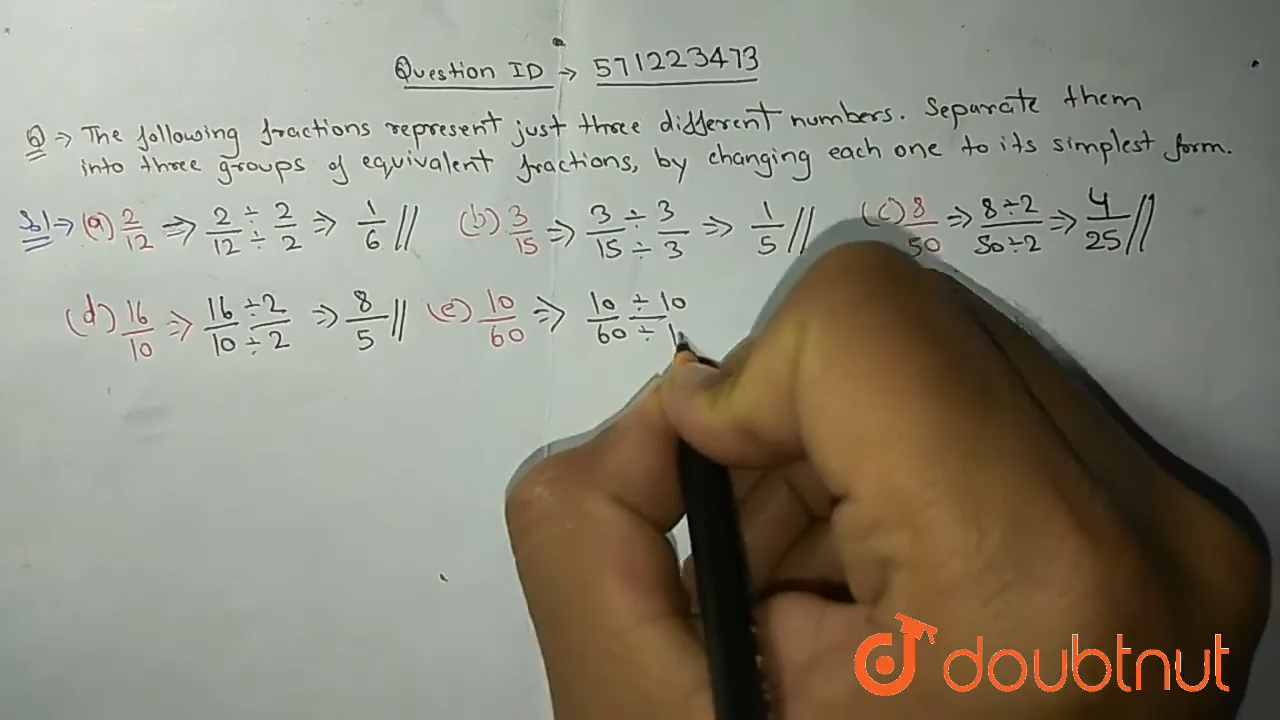 Question ID → 571223473
Q → The following fractions represent just three different numbers. Separate them
into three groups of equivalent fractions, by changing each one to its simplest form.
Sol → (a) 2/12 ⇒ 2 ÷ 2 / 12 ÷ 2 ⇒ 1/6 // (b) 3/15 ⇒ 3 ÷ 3 / 15 ÷ 3 ⇒ 1/5 // (c) 8/50 ⇒ 8 ÷ 2 / 50 ÷ 2 ⇒ 4/25 //
(d) 16/10 ⇒ 16 ÷ 2 / 10 ÷ 2 ⇒ 8/5 // (e) 10/60 ⇒ 10 ÷ 10 / 60 ÷ 1
doubtnut